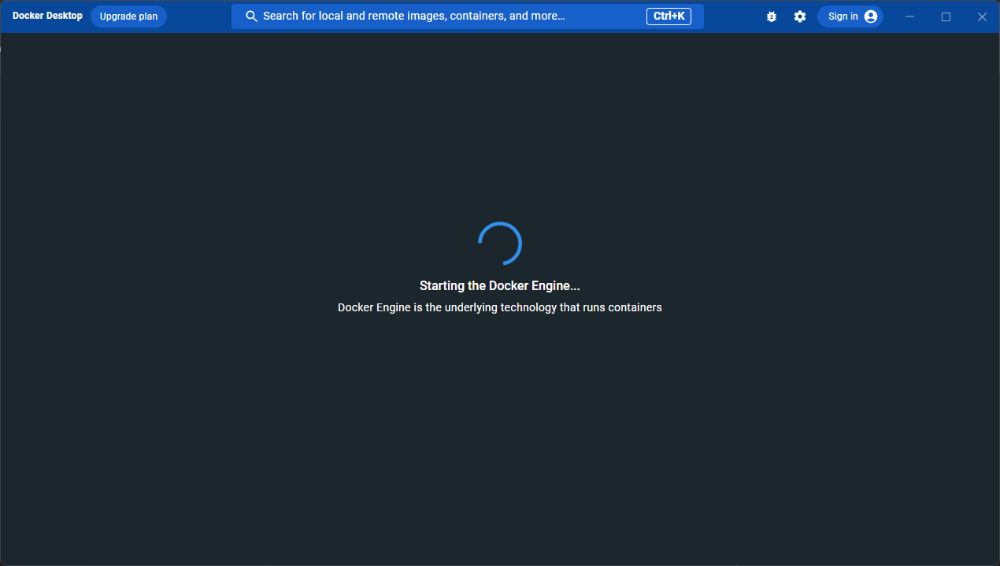 Docker Desktop
Upgrade plan
Search for local and remote images, containers, and more...
Ctrl+K
Sign in
Starting the Docker Engine...
Docker Engine is the underlying technology that runs containers